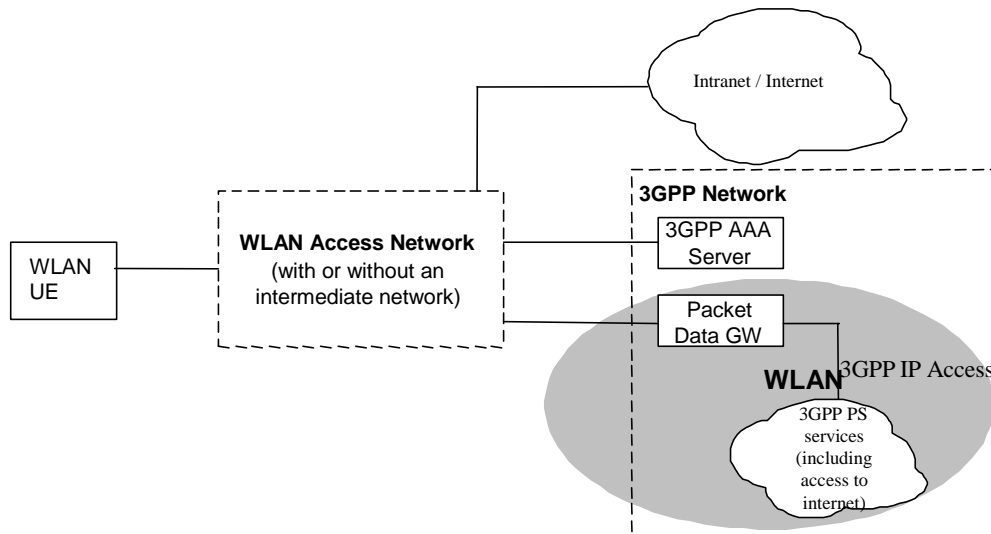 Intranet / Internet
3GPP Network
3GPP AAA
Server
WLAN Access Network
(with or without an
intermediate network)
WLAN
UE
Packet
Data GW
WLAN 3GPP IP Access
3GPP PS
services
(including
access to
internet)